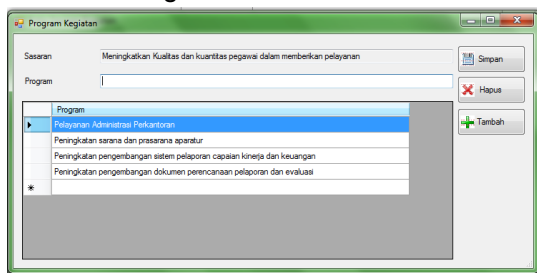 Program Kegiatan
Sasaran
Meningkatkan Kualitas dan kuantitas pegawai dalam memberikan pelayanan
Simpan
Program
Hapus
Tambah
Program
Pelayanan Administrasi Perkantoran
Peningkatan sarana dan prasarana aparatur
Peningkatan pengembangan sistem pelaporan capaian kinerja dan keuangan
Peningkatan pengembangan dokumen perencanaan pelaporan dan evaluasi